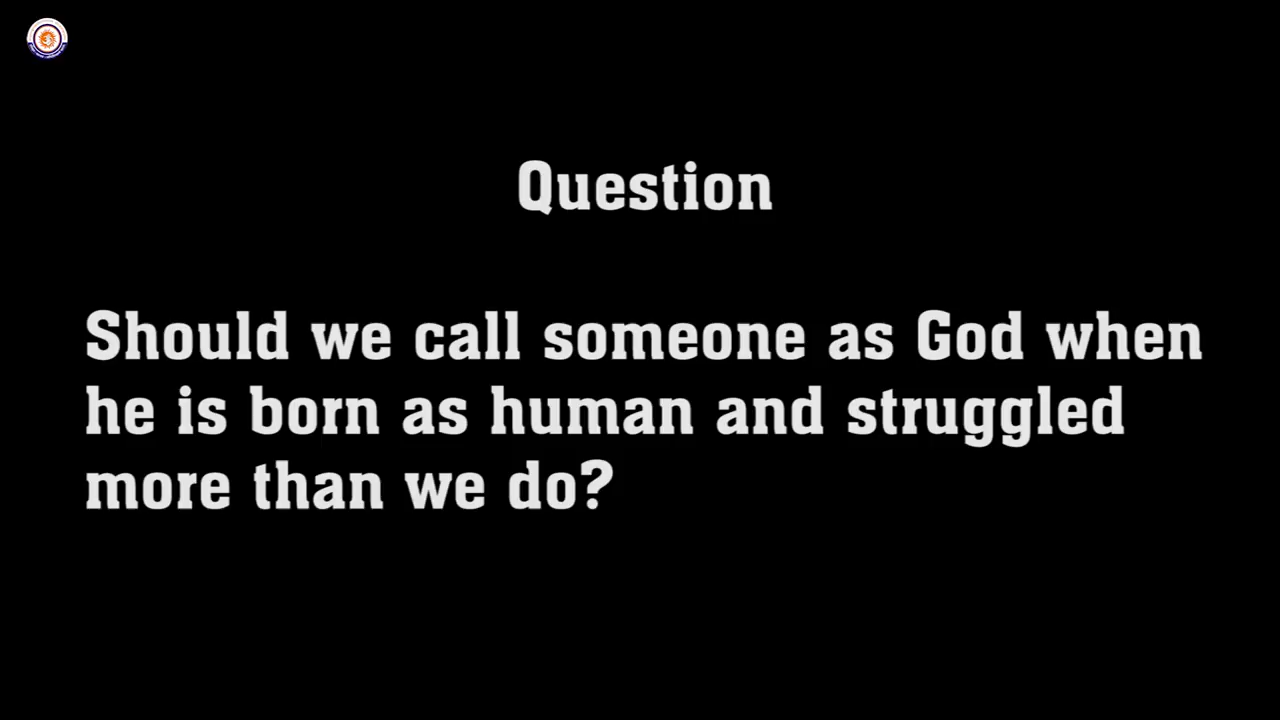 Question
Should we call someone as God when
he is born as human and struggled
more than we do?